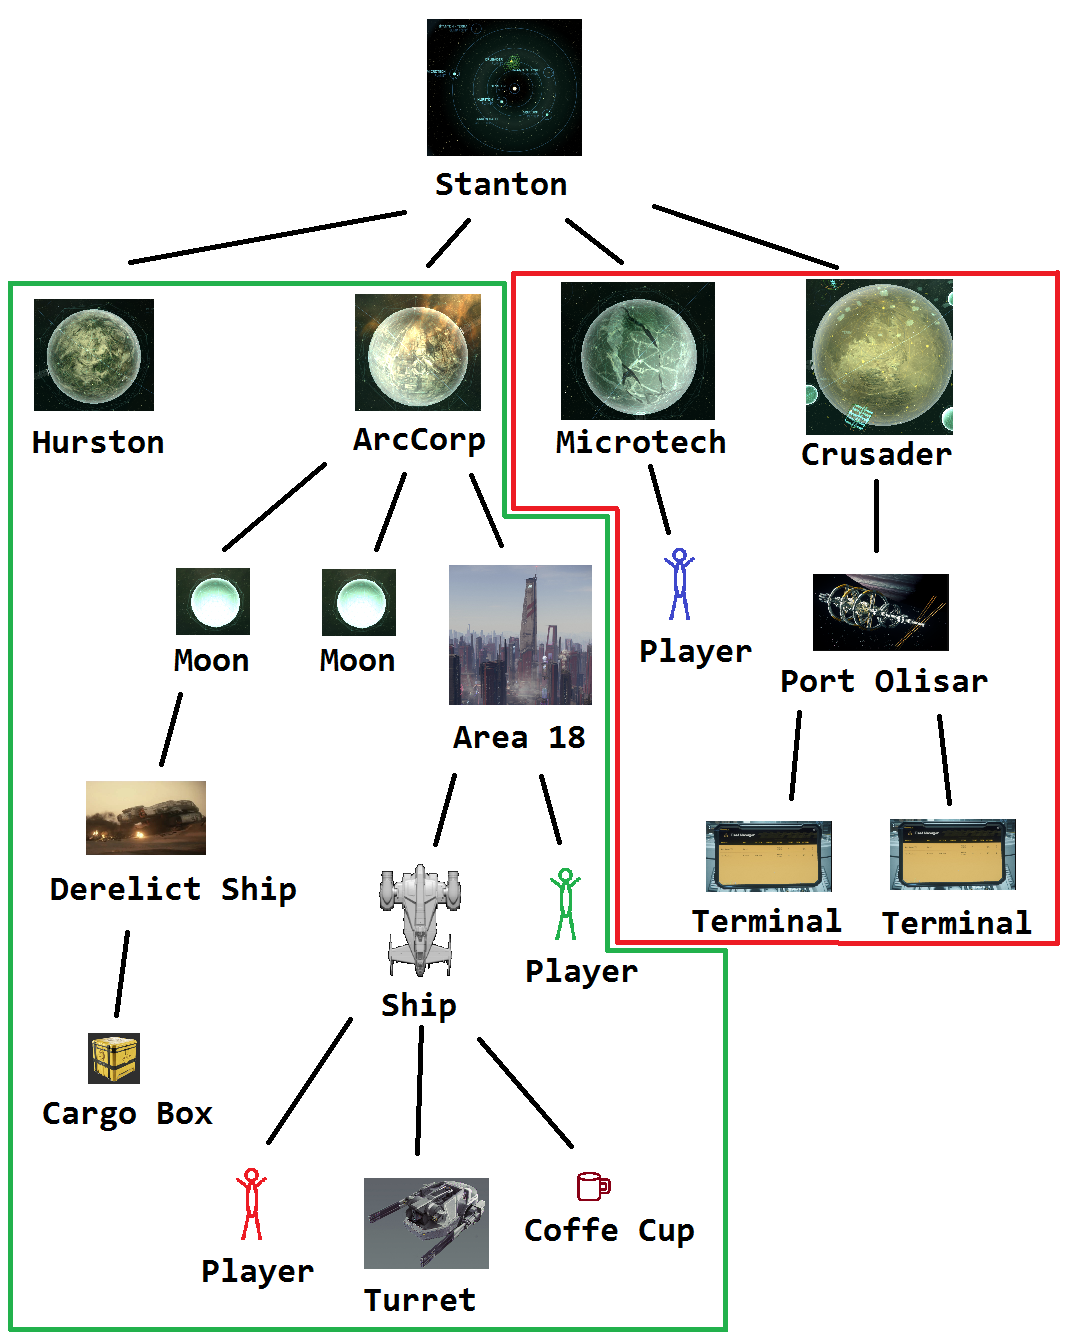 Stanton
Hurston
ArcCorp
Microtech
Crusader
Moon
Moon
Player
Port Olisar
Area 18
Derelict Ship
Terminal
Terminal
Player
Ship
Cargo Box
Coffe Cup
Player
Turret